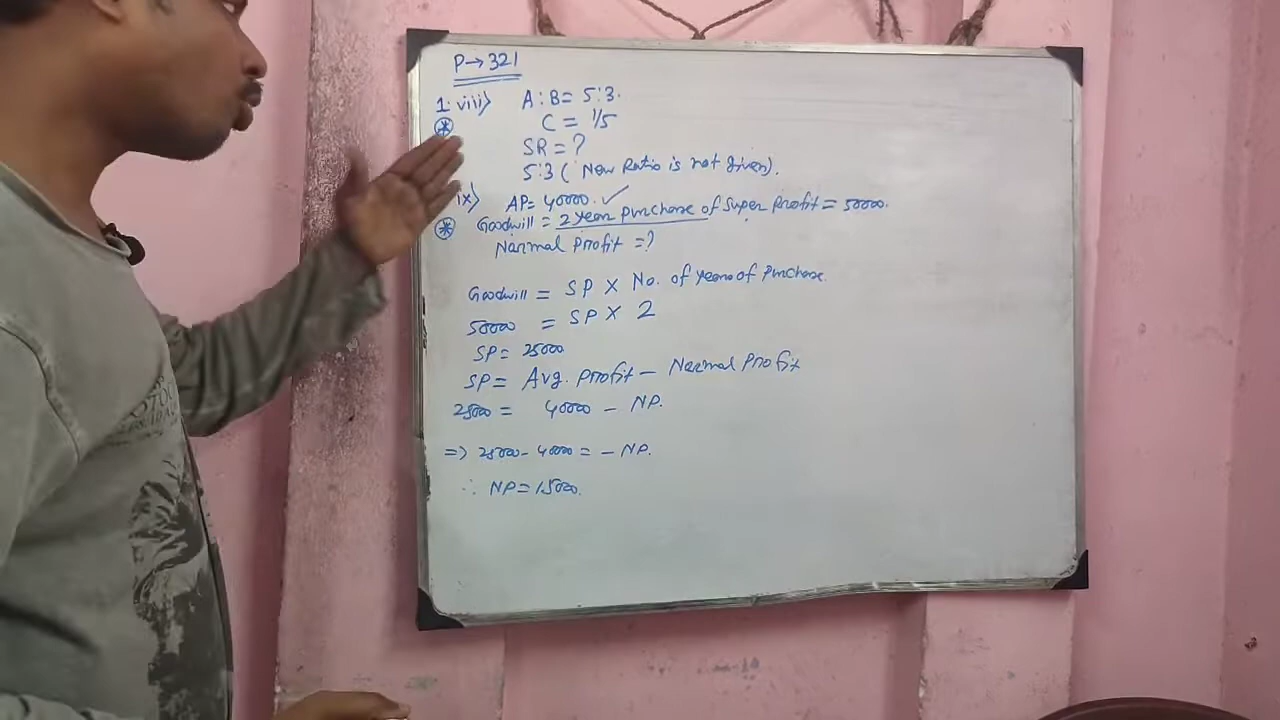 P→321
1. viii) A:B= 5:3.
C = 1/5
SR = ?
5:3 ( New Ratio is not given).
ix) AP= 40000. ✓
Goodwill = 2 year purchase of Super Profit = 50000.
Normal Profit = ?
Goodwill = SP × No. of years of purchase.
50000 = SP × 2
SP = 25000
SP = Avg. Profit – Normal Profit
25000 = 40000 – NP.
=> 25000 - 40000 = – NP.
∴ NP = 15000.